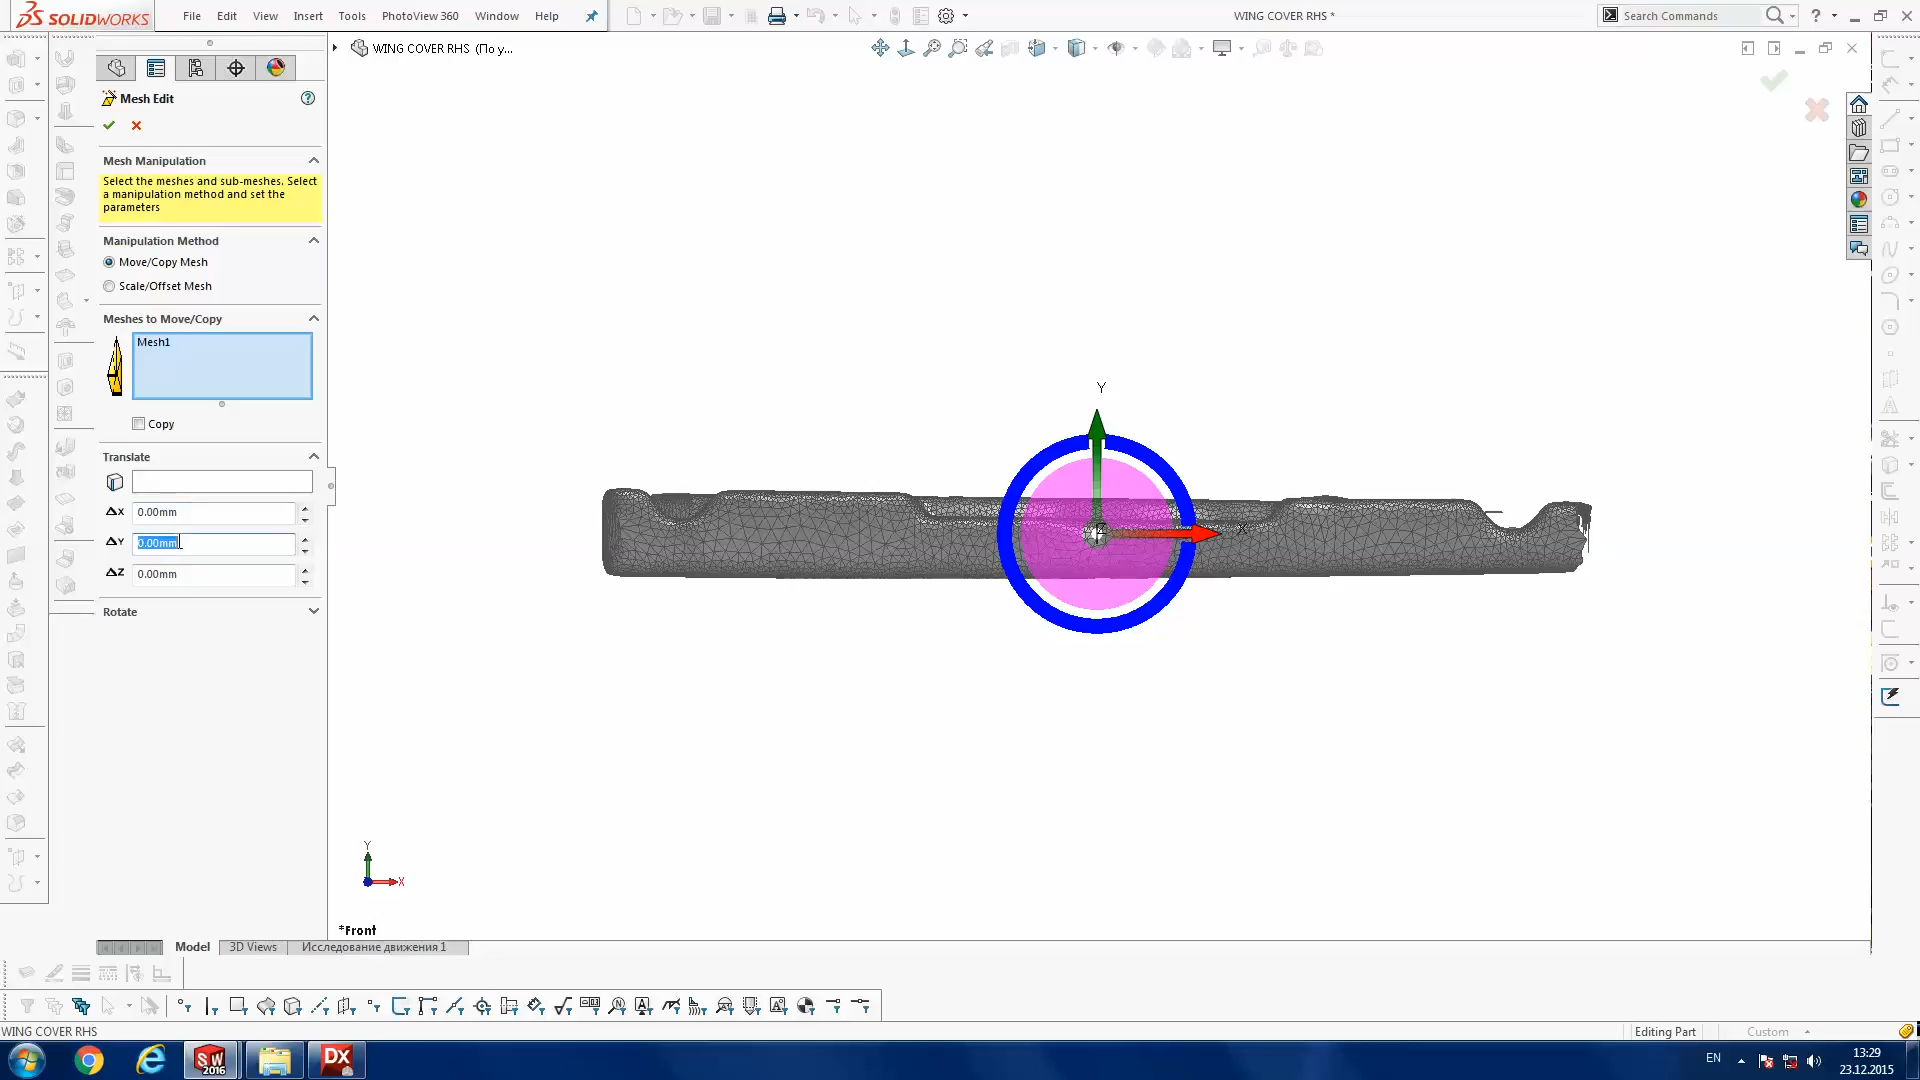 SOLIDWORKS
File Edit View Insert Tools PhotoView 360 Window Help
WING COVER RHS *
Search Commands
?
WING COVER RHS (По у...
Mesh Edit
?
Mesh Manipulation
Select the meshes and sub-meshes. Select
a manipulation method and set the
parameters
Manipulation Method
Move/Copy Mesh
Scale/Offset Mesh
Meshes to Move/Copy
Mesh1
Copy
Translate
ΔX 0.00mm
ΔY 0.00mm
ΔZ 0.00mm
Rotate
Y
X
Y
X
*Front
Model 3D Views Исследование движения 1
WING COVER RHS
Editing Part
Custom
SW
2016
DX
EN
13:29
23.12.2015